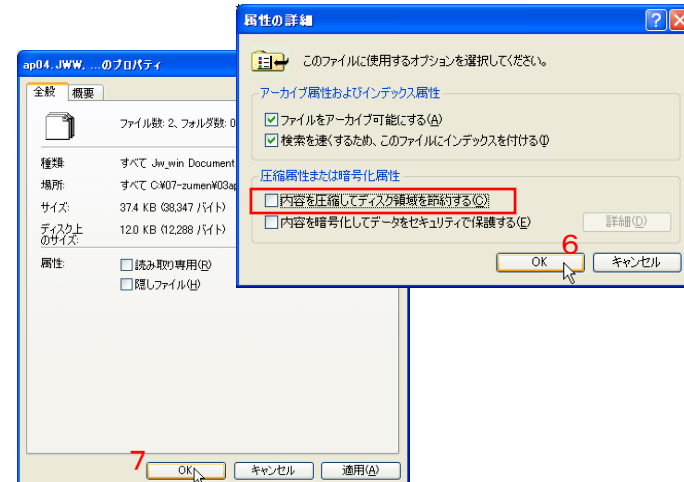 属性の詳細
このファイルに使用するオプションを選択してください。
アーカイブ属性およびインデックス属性
ファイルをアーカイブ可能にする(A)
検索を速くするため、このファイルにインデックスを付ける(I)
圧縮属性または暗号化属性
内容を圧縮してディスク領域を節約する(C)
内容を暗号化してデータをセキュリティで保護する(E)
詳細(D)
6
OK
キャンセル
ap04.JWW, ...のプロパティ
全般
概要
ファイル数: 2、フォルダ数: 0
種類:
すべて Jw_win Document
場所:
すべて C:¥07-zumen¥03ap
サイズ:
37.4 KB (38,347 バイト)
ディスク上
のサイズ:
12.0 KB (12,288 バイト)
属性:
読み取り専用(R)
隠しファイル(H)
7
OK
キャンセル
適用(A)